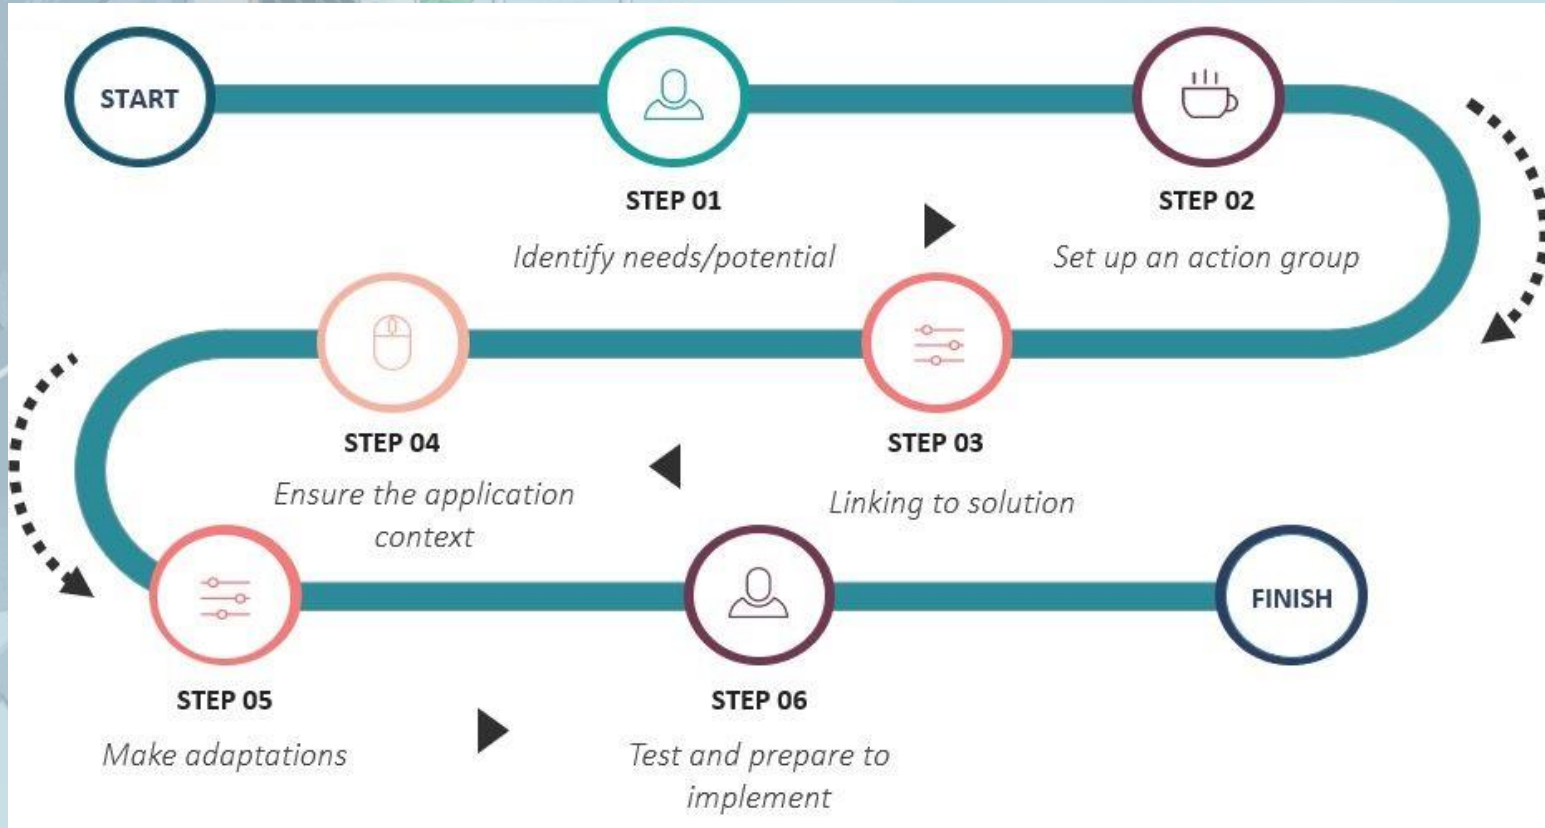 START
STEP 01
Identify needs/potential
STEP 02
Set up an action group
STEP 03
Linking to solution
STEP 04
Ensure the application
context
STEP 05
Make adaptations
STEP 06
Test and prepare to
implement
FINISH